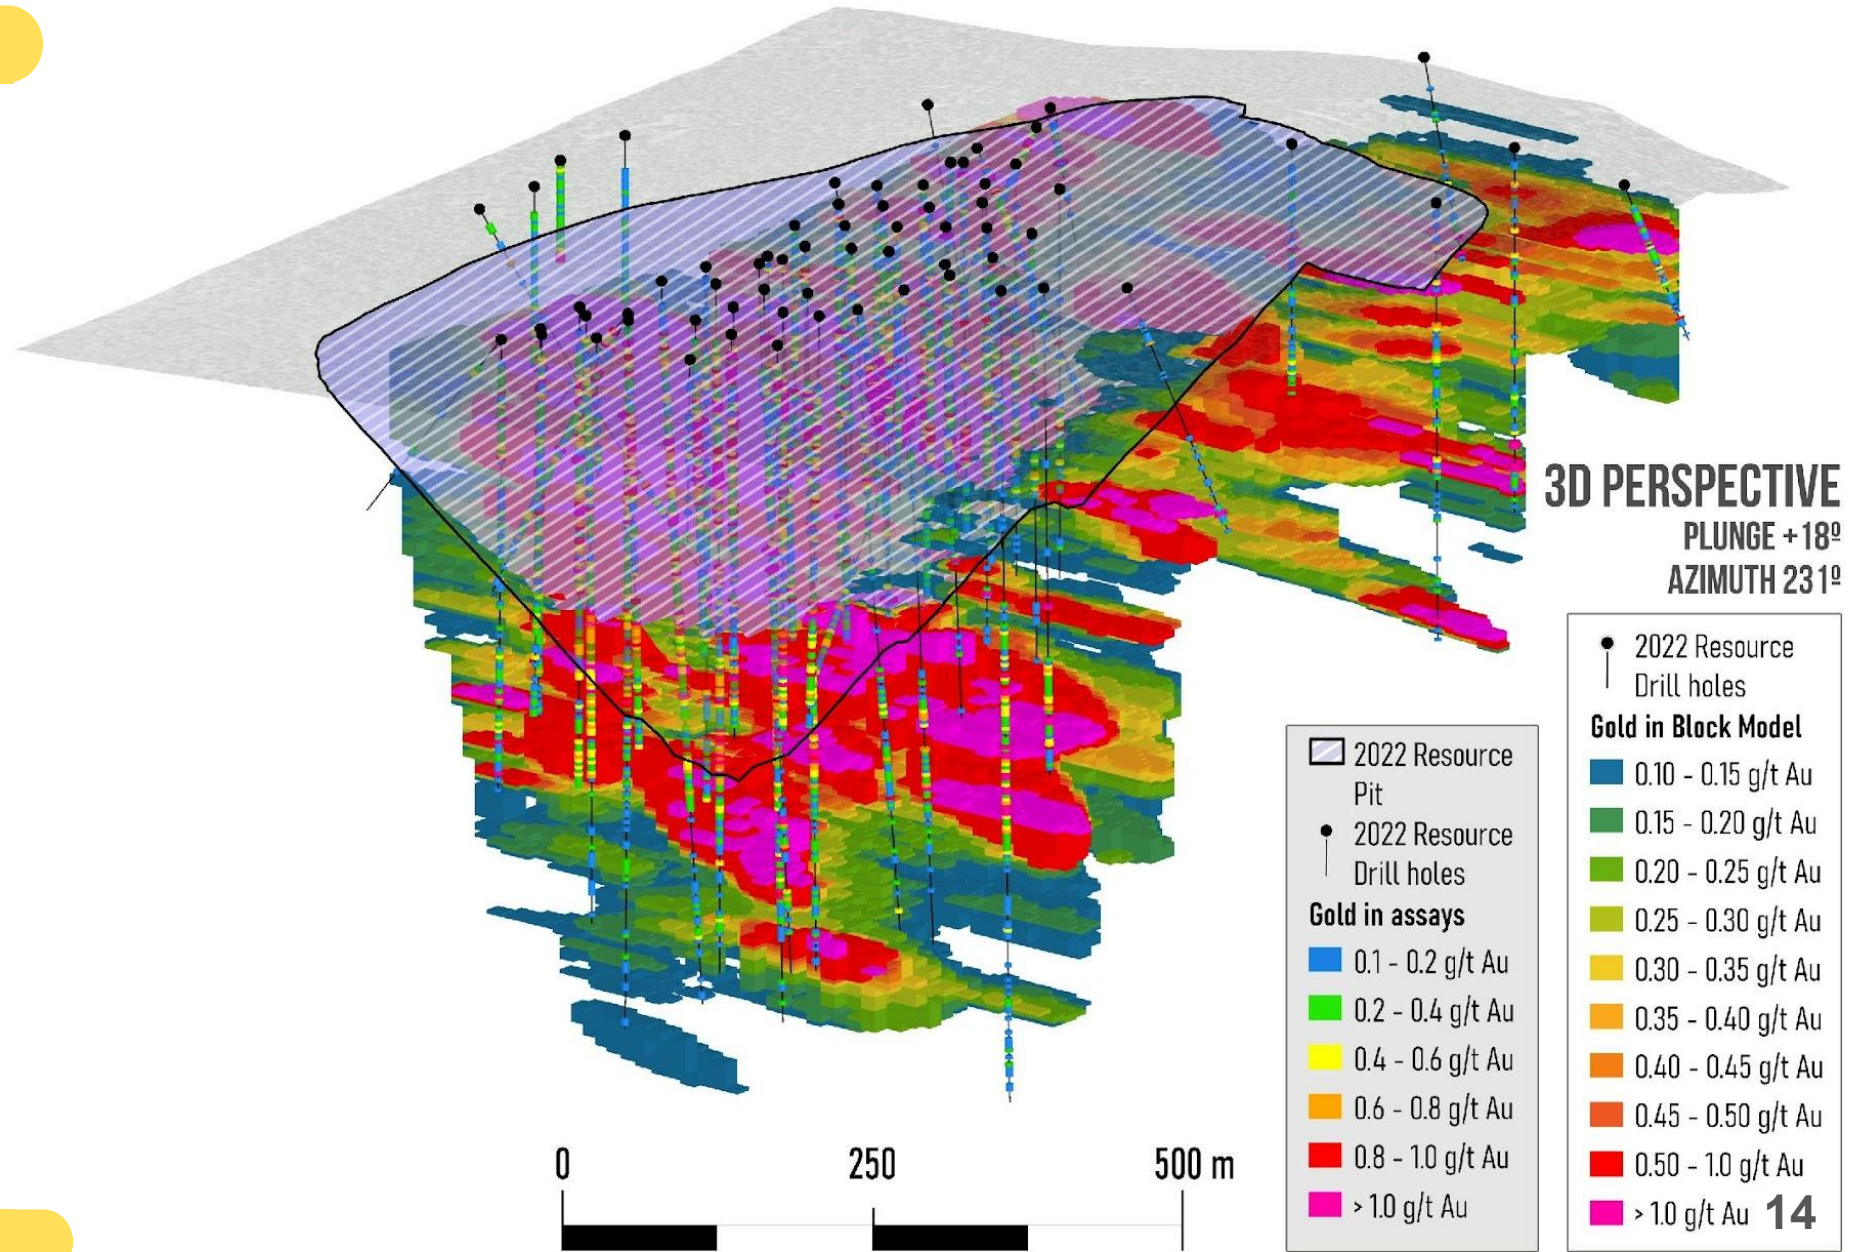 3D PERSPECTIVE
PLUNGE +18º
AZIMUTH 231º
2022 Resource
Drill holes
Gold in Block Model
0.10 - 0.15 g/t Au
0.15 - 0.20 g/t Au
0.20 - 0.25 g/t Au
0.25 - 0.30 g/t Au
0.30 - 0.35 g/t Au
0.35 - 0.40 g/t Au
0.40 - 0.45 g/t Au
0.45 - 0.50 g/t Au
0.50 - 1.0 g/t Au
> 1.0 g/t Au
2022 Resource
Pit
2022 Resource
Drill holes
Gold in assays
0.1 - 0.2 g/t Au
0.2 - 0.4 g/t Au
0.4 - 0.6 g/t Au
0.6 - 0.8 g/t Au
0.8 - 1.0 g/t Au
> 1.0 g/t Au
0 250 500 m
14